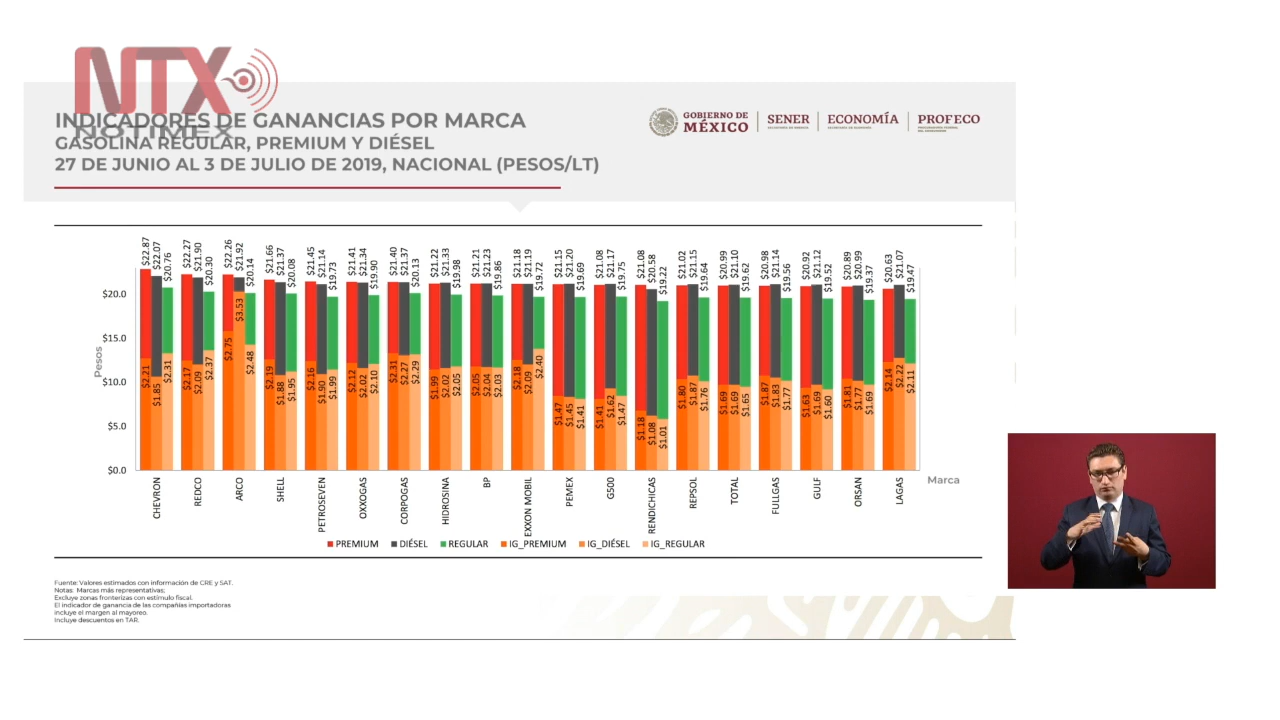 NTX
NOTIMEX
INDICADORES DE GANANCIAS POR MARCA
GASOLINA REGULAR, PREMIUM Y DIÉSEL
27 DE JUNIO AL 3 DE JULIO DE 2019, NACIONAL (PESOS/LT)
GOBIERNO DE MÉXICO
SENER
ECONOMÍA
PROFECO
$22.87 $22.07 $20.76
$22.27 $21.90 $20.30
$22.26 $21.92 $20.14
$21.66 $21.37 $20.08
$21.45 $21.14 $19.73
$21.41 $21.34 $19.90
$21.40 $21.37 $20.13
$21.22 $21.33 $19.98
$21.21 $21.23 $19.86
$21.18 $21.19 $19.72
$21.15 $21.20 $19.69
$21.08 $21.17 $19.75
$21.08 $20.58 $19.22
$21.02 $21.15 $19.64
$20.99 $21.10 $19.62
$20.98 $21.14 $19.56
$20.92 $21.12 $19.52
$20.89 $20.99 $19.37
$20.63 $21.07 $19.47
$20.0
$15.0
$10.0
$5.0
$0.0
Pesos
$2.21 $1.85 $2.31
$2.17 $2.09 $2.37
$2.75 $3.53 $2.48
$2.19 $1.88 $1.95
$2.16 $1.90 $1.99
$2.12 $2.02 $2.10
$2.31 $2.27 $2.29
$1.99 $2.02 $2.05
$2.05 $2.04 $2.03
$2.18 $2.09 $2.40
$1.47 $1.45 $1.41
$1.41 $1.62 $1.47
$1.18 $1.08 $1.01
$1.80 $1.87 $1.76
$1.69 $1.69 $1.65
$1.87 $1.83 $1.77
$1.63 $1.69 $1.60
$1.81 $1.77 $1.69
$2.14 $2.22 $2.11
CHEVRON
REDCO
ARCO
SHELL
PETROSEVEN
OXXOGAS
CORPOGAS
HIDROSINA
BP
EXXON MOBIL
PEMEX
G500
RENDICHICAS
REPSOL
TOTAL
FULLGAS
GULF
ORSAN
LAGAS
Marca
PREMIUM DIÉSEL REGULAR IG_PREMIUM IG_DIÉSEL IG_REGULAR
Fuente: Valores estimados con información de CRE y SAT.
Notas: Marcas más representativas;
Excluye zonas fronterizas con estímulo fiscal.
El indicador de ganancia de las compañías importadoras
incluye el margen al mayoreo.
Incluye descuentos en TAR.